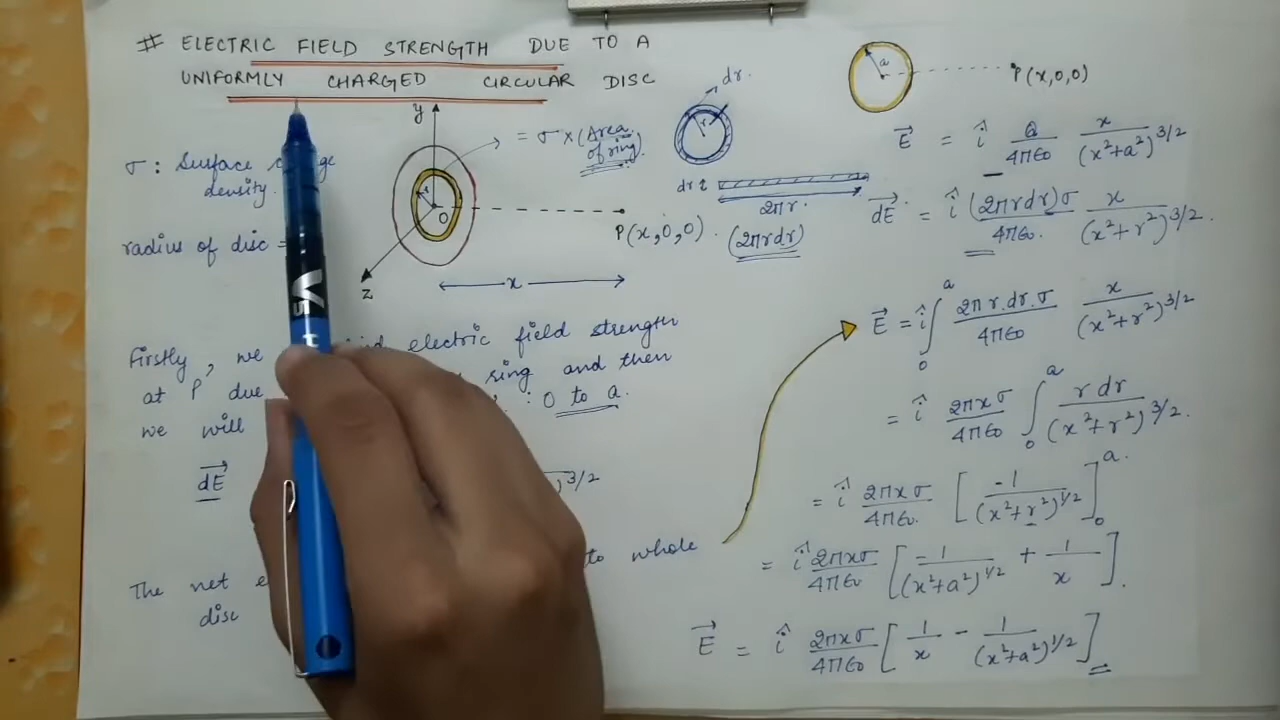 # ELECTRIC FIELD STRENGTH DUE TO A
UNIFORMLY CHARGED CIRCULAR DISC
σ : Surface
density.
radius of disc =
y
r
O
z
x
P(x,0,0).
= σ × (Area
of ring).
dr.
r
dr
2πr.
(2πrdr)
a
P(x,0,0)
E⃗ = î Q/4πε₀ x/(x²+a²)^3/2
dE⃗ = î (2πrdr)σ/4πε₀. x/(x²+r²)^3/2.
Firstly, we electric field strength
at P due ring and then
we will : 0 to a.
dE⃗ )^3/2
The net to whole
disc
E⃗ = î ∫₀^a 2πr.dr.σ/4πε₀ x/(x²+r²)^3/2
= î 2πxσ/4πε₀ ∫₀^a r dr/(x²+r²)^3/2.
= î 2πxσ/4πε₀. [-1/(x²+r²)^1/2]₀^a.
= î 2πxσ/4πε₀ [-1/(x²+a²)^1/2 + 1/x].
E⃗ = î 2πxσ/4πε₀ [1/x - 1/(x²+a²)^1/2]
V5